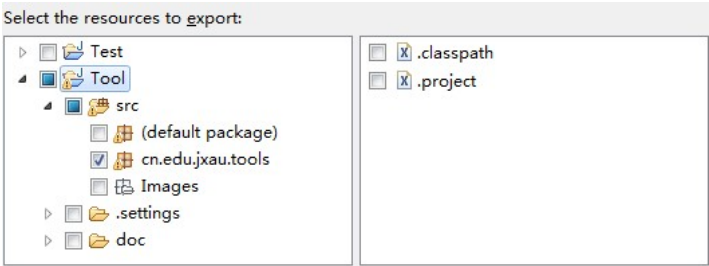 Select the resources to export:
Test
Tool
src
(default package)
cn.edu.jxau.tools
Images
.settings
doc
.classpath
.project